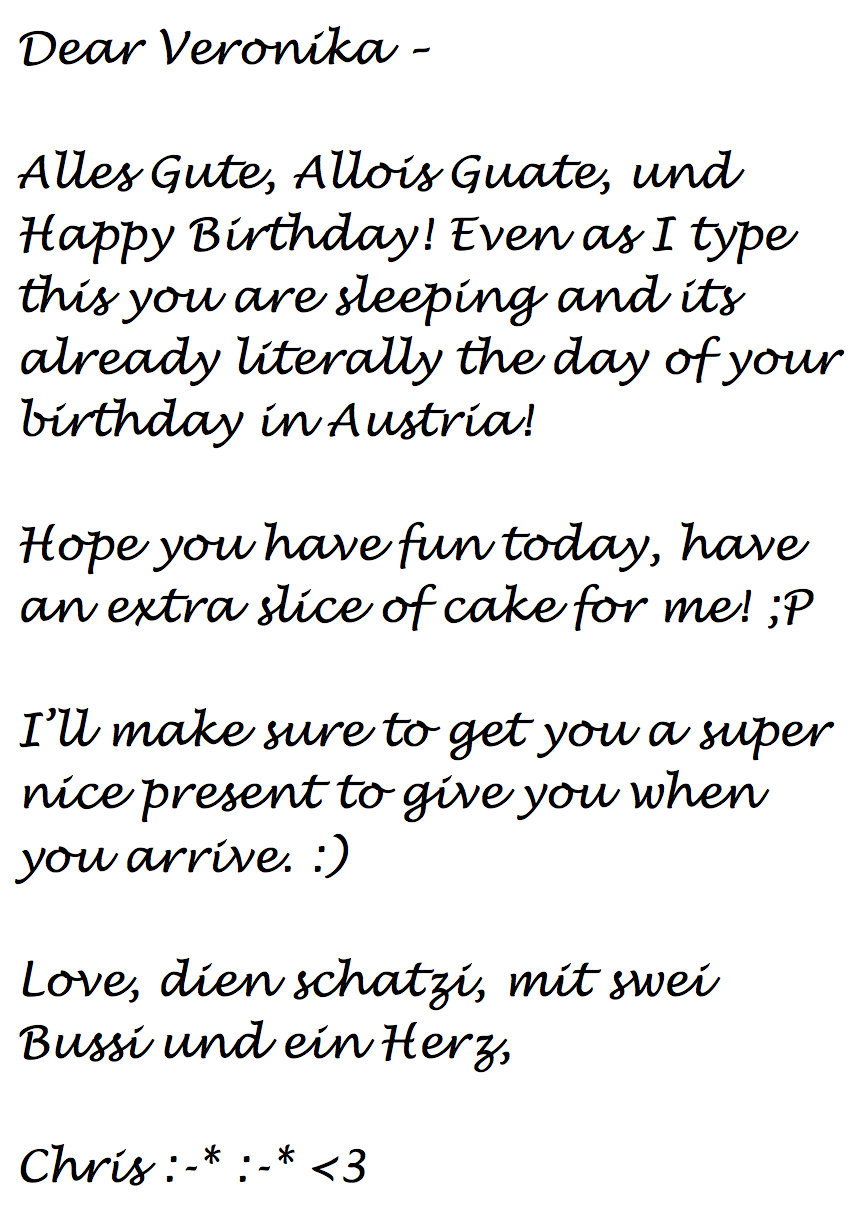 Dear Veronika –
Alles Gute, Allois Guate, und
Happy Birthday! Even as I type
this you are sleeping and its
already literally the day of your
birthday in Austria!
Hope you have fun today, have
an extra slice of cake for me! ;P
I’ll make sure to get you a super
nice present to give you when
you arrive. :)
Love, dien schatzi, mit swei
Bussi und ein Herz,
Chris :-* :-* <3